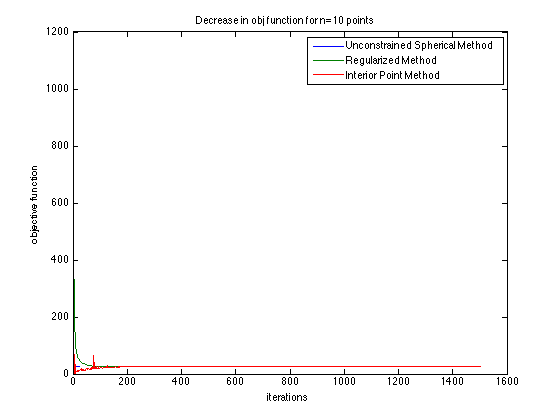 Decrease in obj function for n= 10 points
1200
1000
800
600
400
200
0
objective function
Unconstrained Spherical Method
Regularized Method
Interior Point Method
0 200 400 600 800 1000 1200 1400 1600
iterations